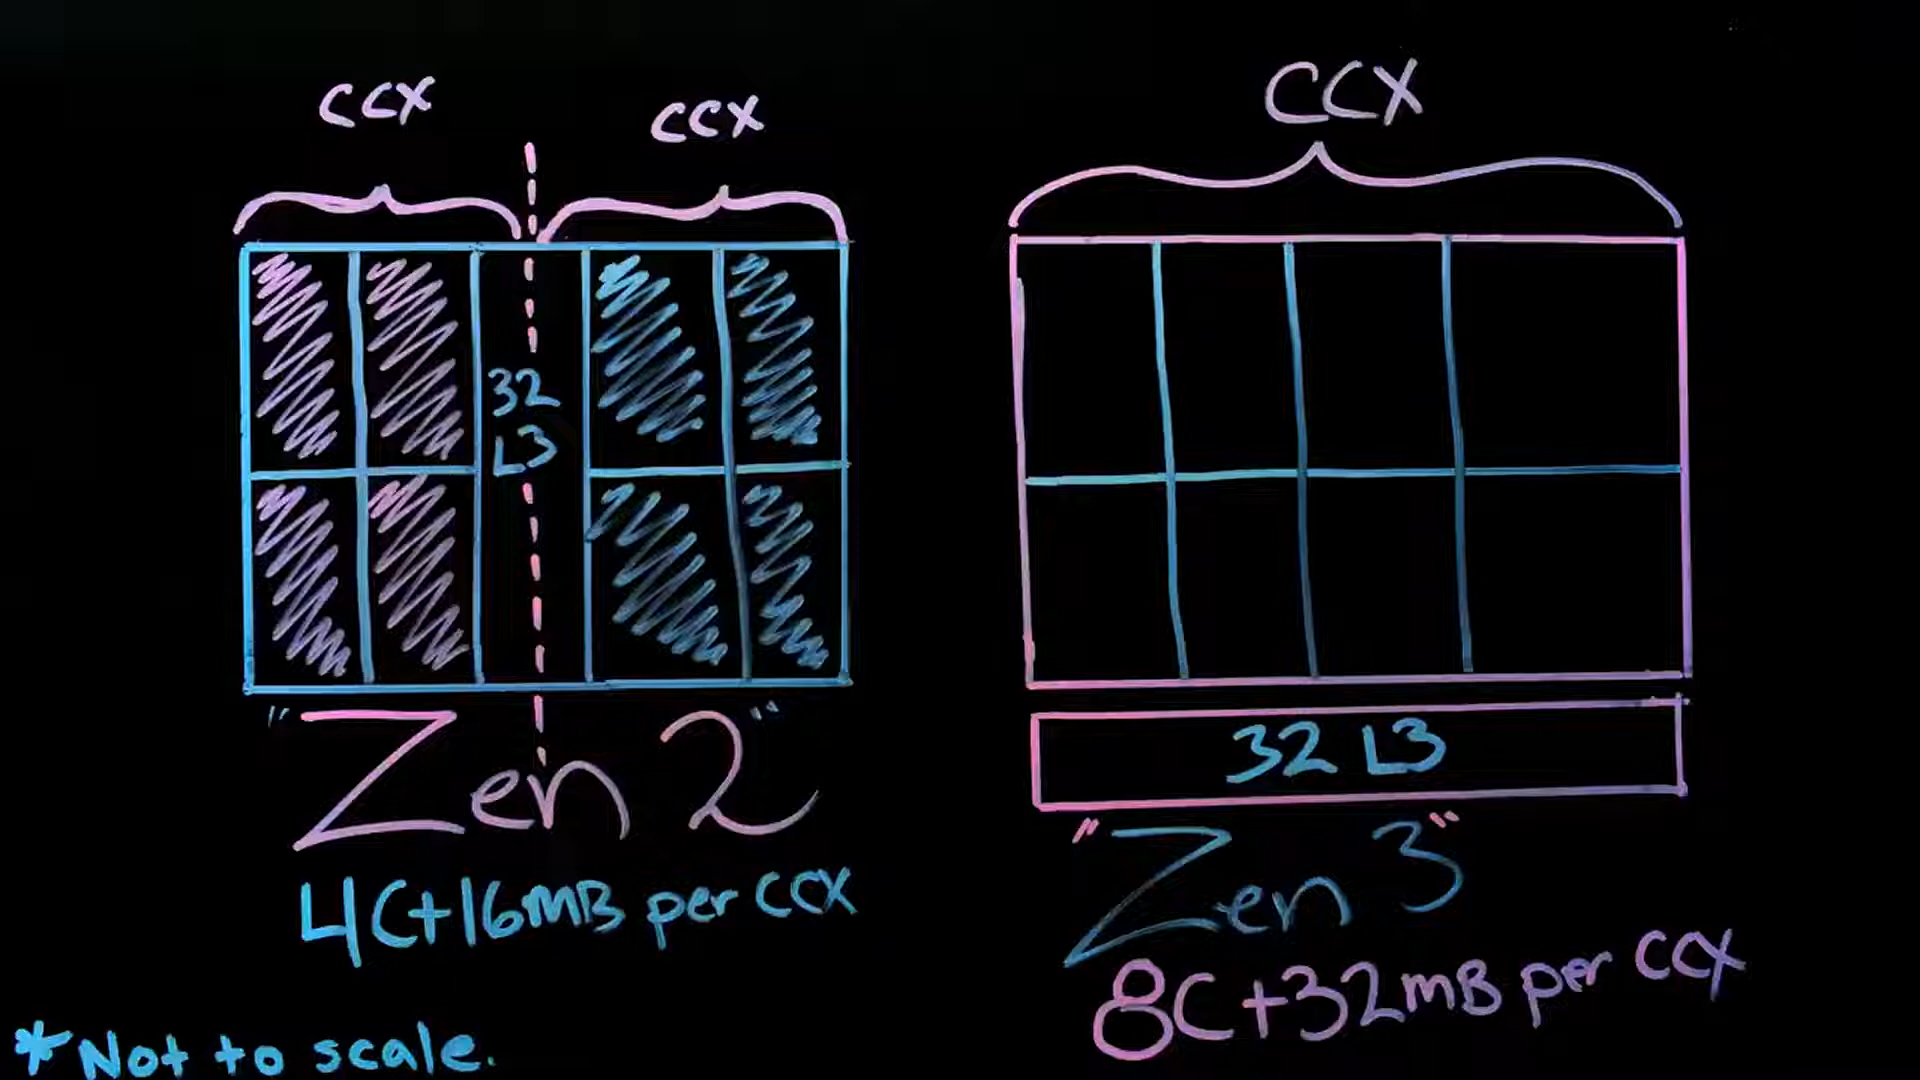 CCX
CCX
32
L3
"Zen 2"
4C+16MB per CCX
*Not to scale.
CCX
32 L3
"Zen 3"
8C+32MB per CCX